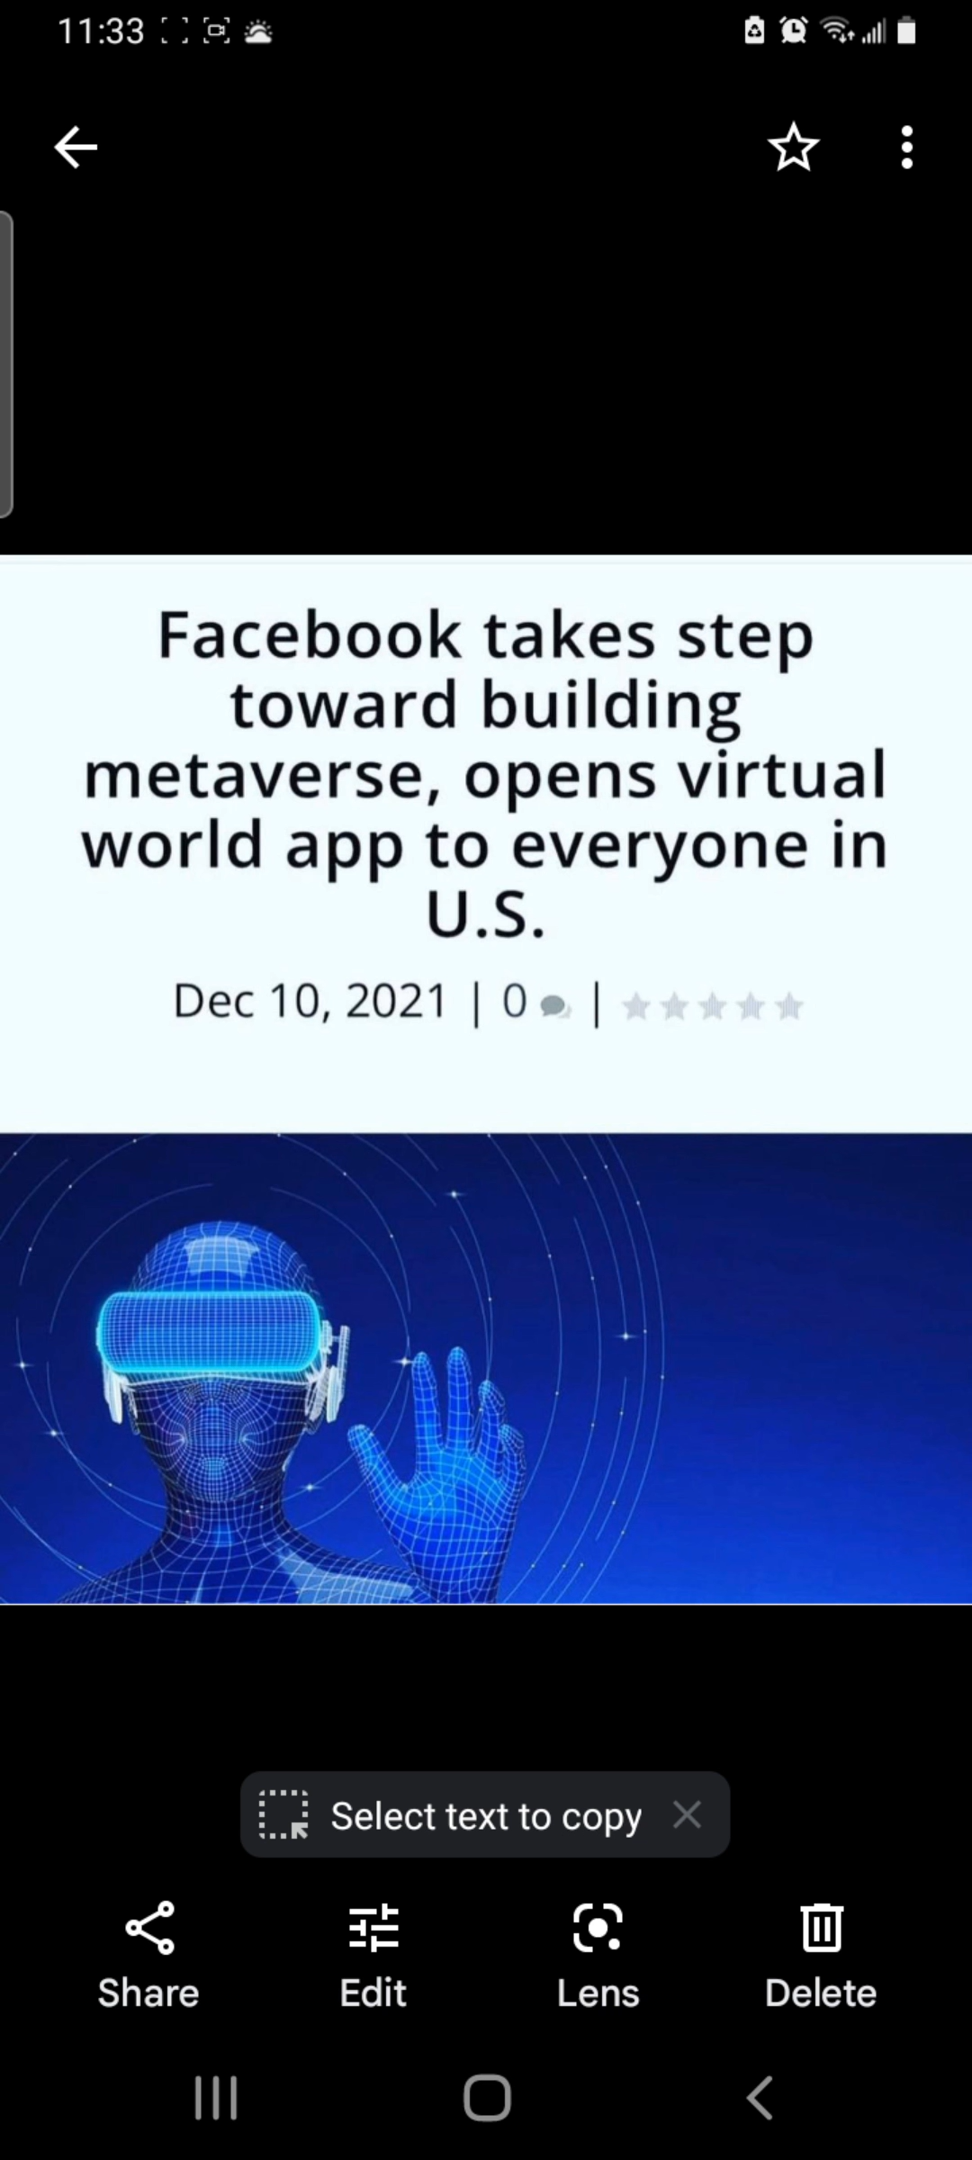 11:33
Facebook takes step
toward building
metaverse, opens virtual
world app to everyone in
U.S.
Dec 10, 2021 | 0 |
Select text to copy
Share Edit Lens Delete